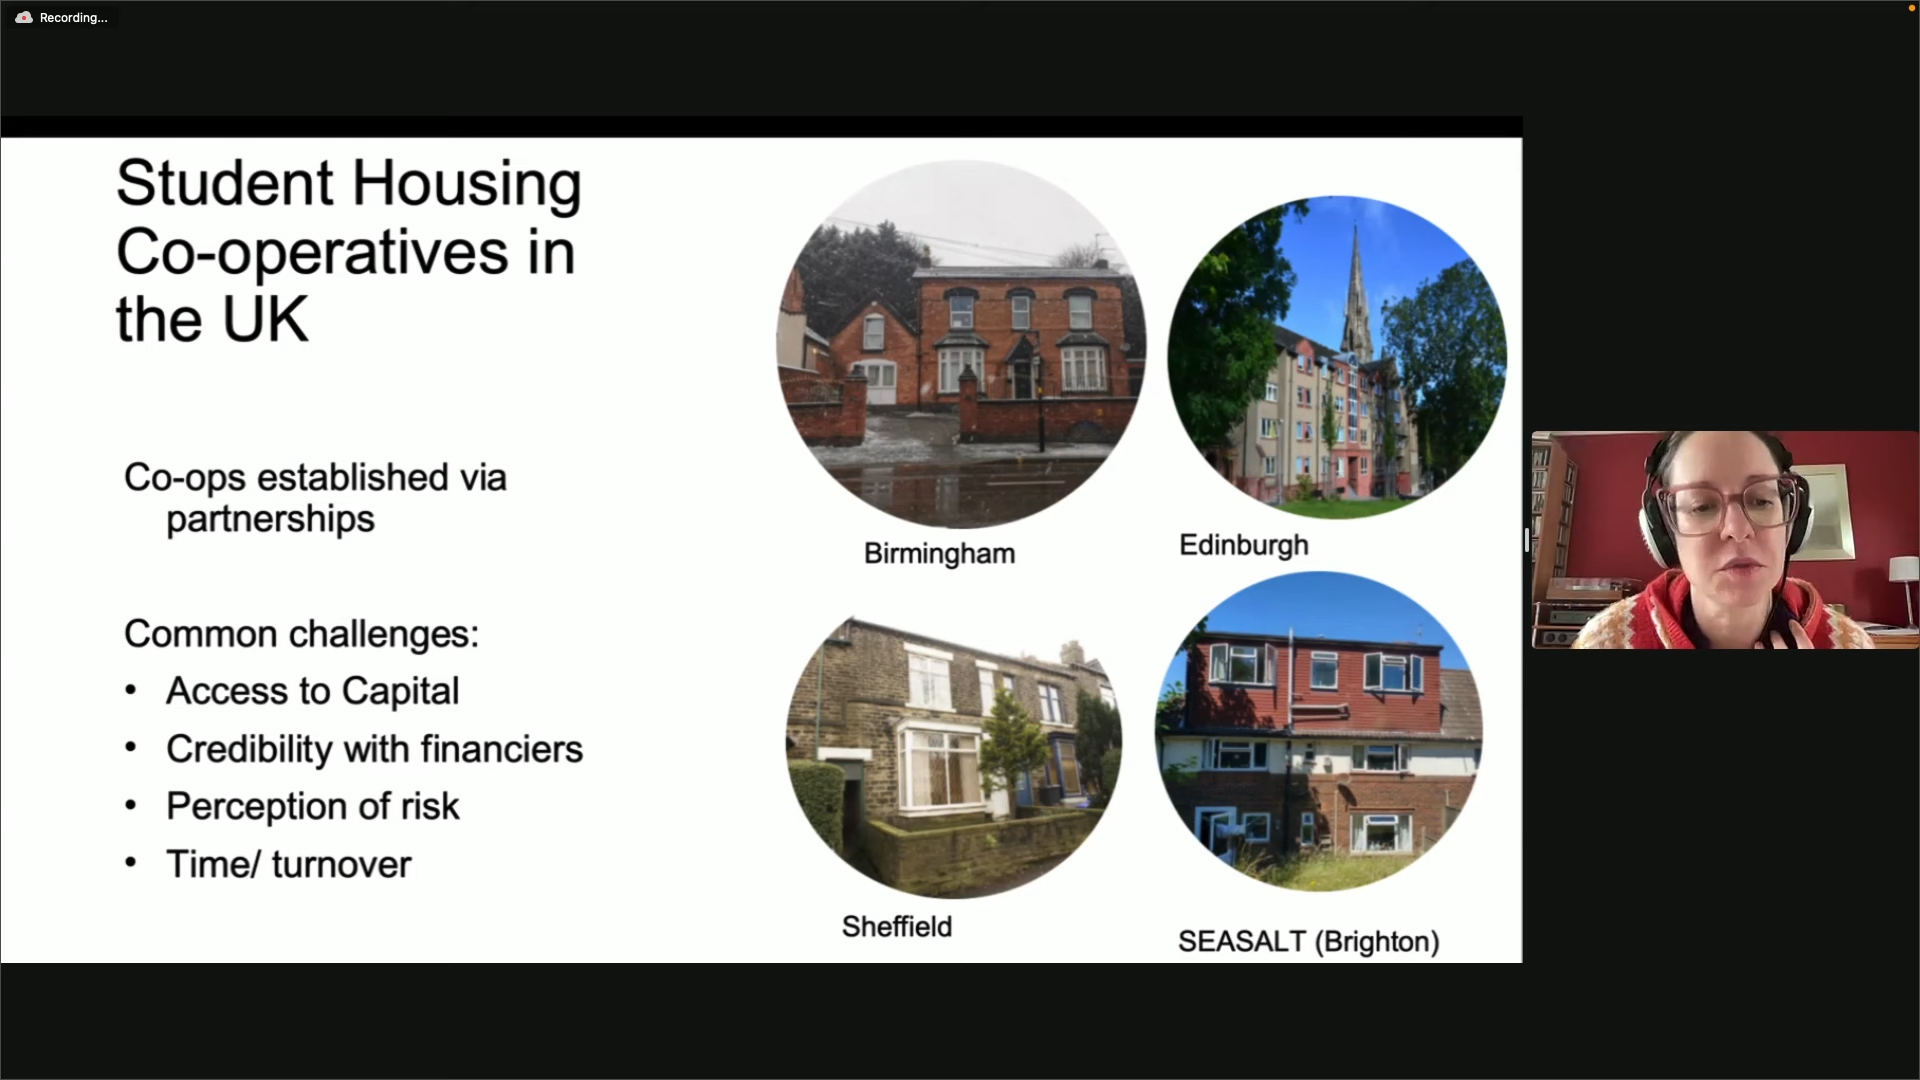 Recording...
Student Housing
Co-operatives in
the UK
Co-ops established via
partnerships
Common challenges:
• Access to Capital
• Credibility with financiers
• Perception of risk
• Time/ turnover
Birmingham
Edinburgh
Sheffield
SEASALT (Brighton)